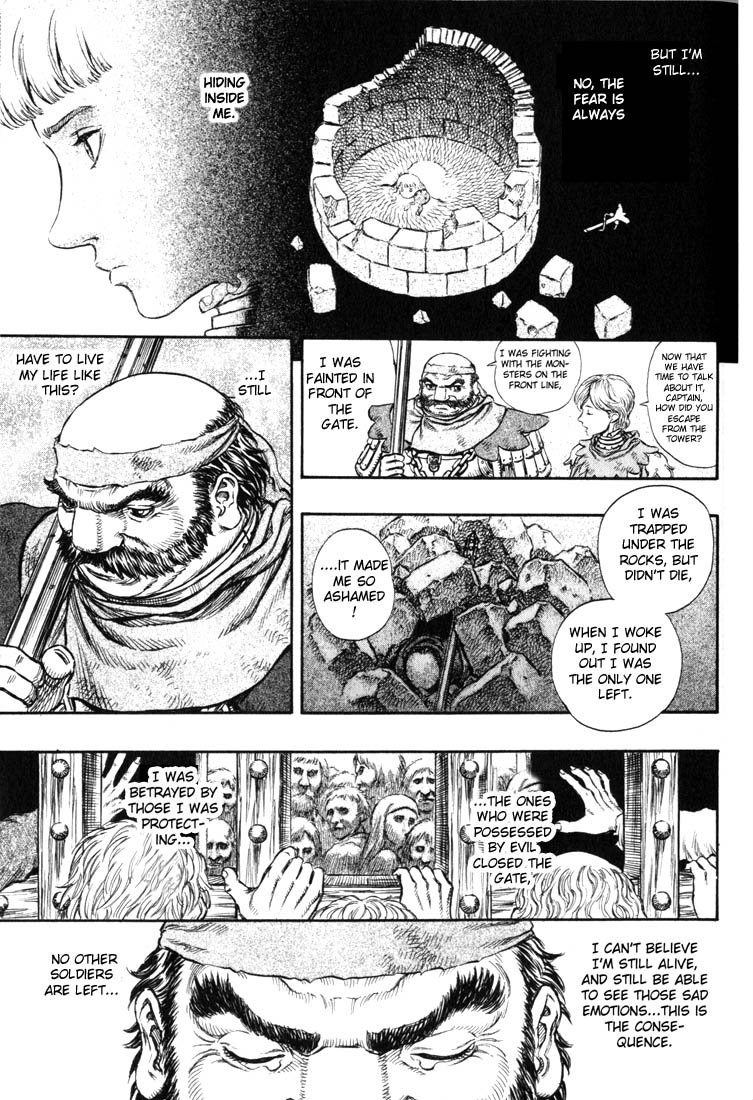 BUT I'M
STILL...
NO, THE
FEAR IS
ALWAYS
HIDING
INSIDE
ME.
NOW THAT
WE HAVE
TIME TO TALK
ABOUT IT,
CAPTAIN,
HOW DID YOU
ESCAPE
FROM THE
TOWER?
I WAS FIGHTING
WITH THE MON-
STERS ON THE
FRONT LINE,
I WAS
FAINTED IN
FRONT OF
THE
GATE.
I WAS
TRAPPED
UNDER
THE
ROCKS, BUT
DIDN'T DIE,
WHEN I WOKE
UP, I FOUND
OUT I WAS
THE ONLY ONE
LEFT.
....IT MADE
ME SO
ASHAMED
!
...I
STILL
HAVE TO LIVE
MY LIFE LIKE
THIS?
...THE ONES
WHO WERE
POSSESSED
BY EVIL
CLOSED THE
GATE,
I WAS
BETRAYED BY
THOSE I WAS
PROTECT-
ING...
I CAN'T BELIEVE
I'M STILL ALIVE,
AND STILL BE ABLE
TO SEE THOSE SAD
EMOTIONS...THIS IS
THE CONSE-
QUENCE.
NO OTHER
SOLDIERS
ARE LEFT...